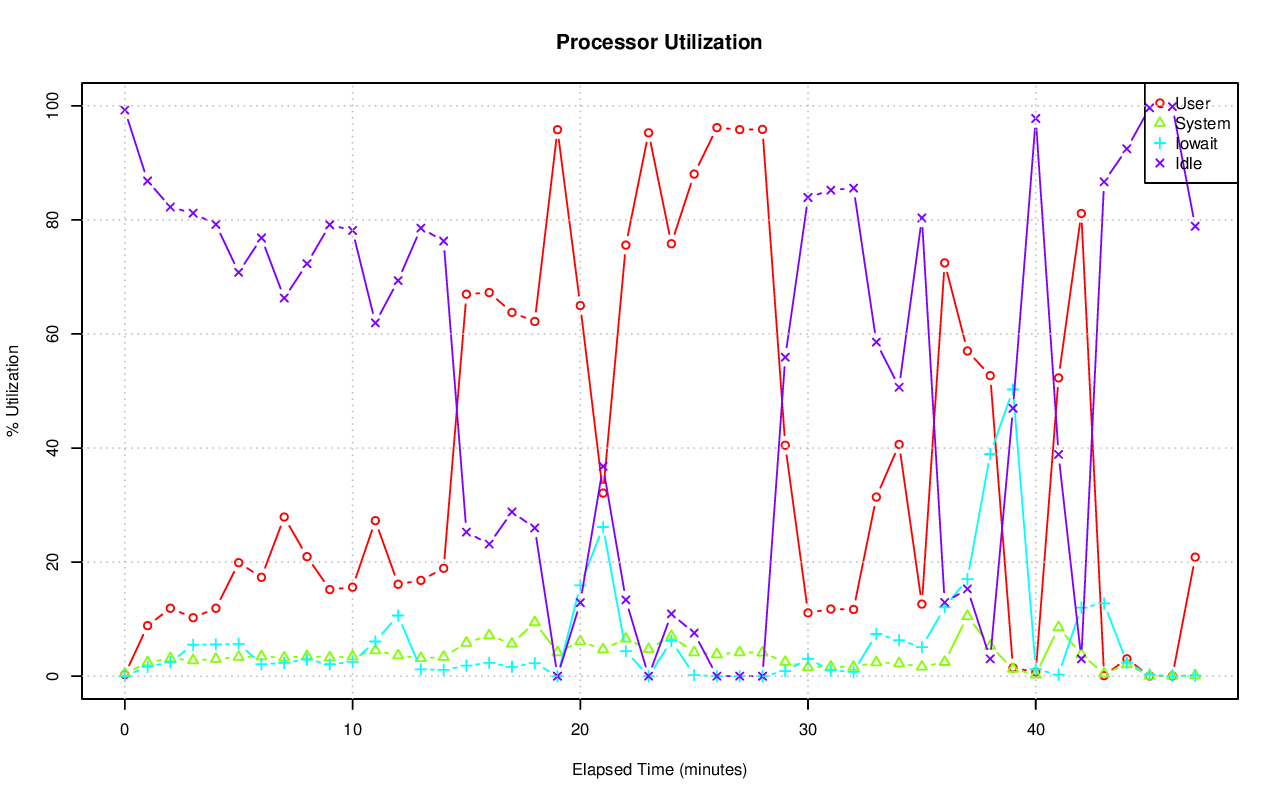 Processor Utilization
% Utilization
100
80
60
40
20
0
User
System
Iowait
Idle
0 10 20 30 40
Elapsed Time (minutes)